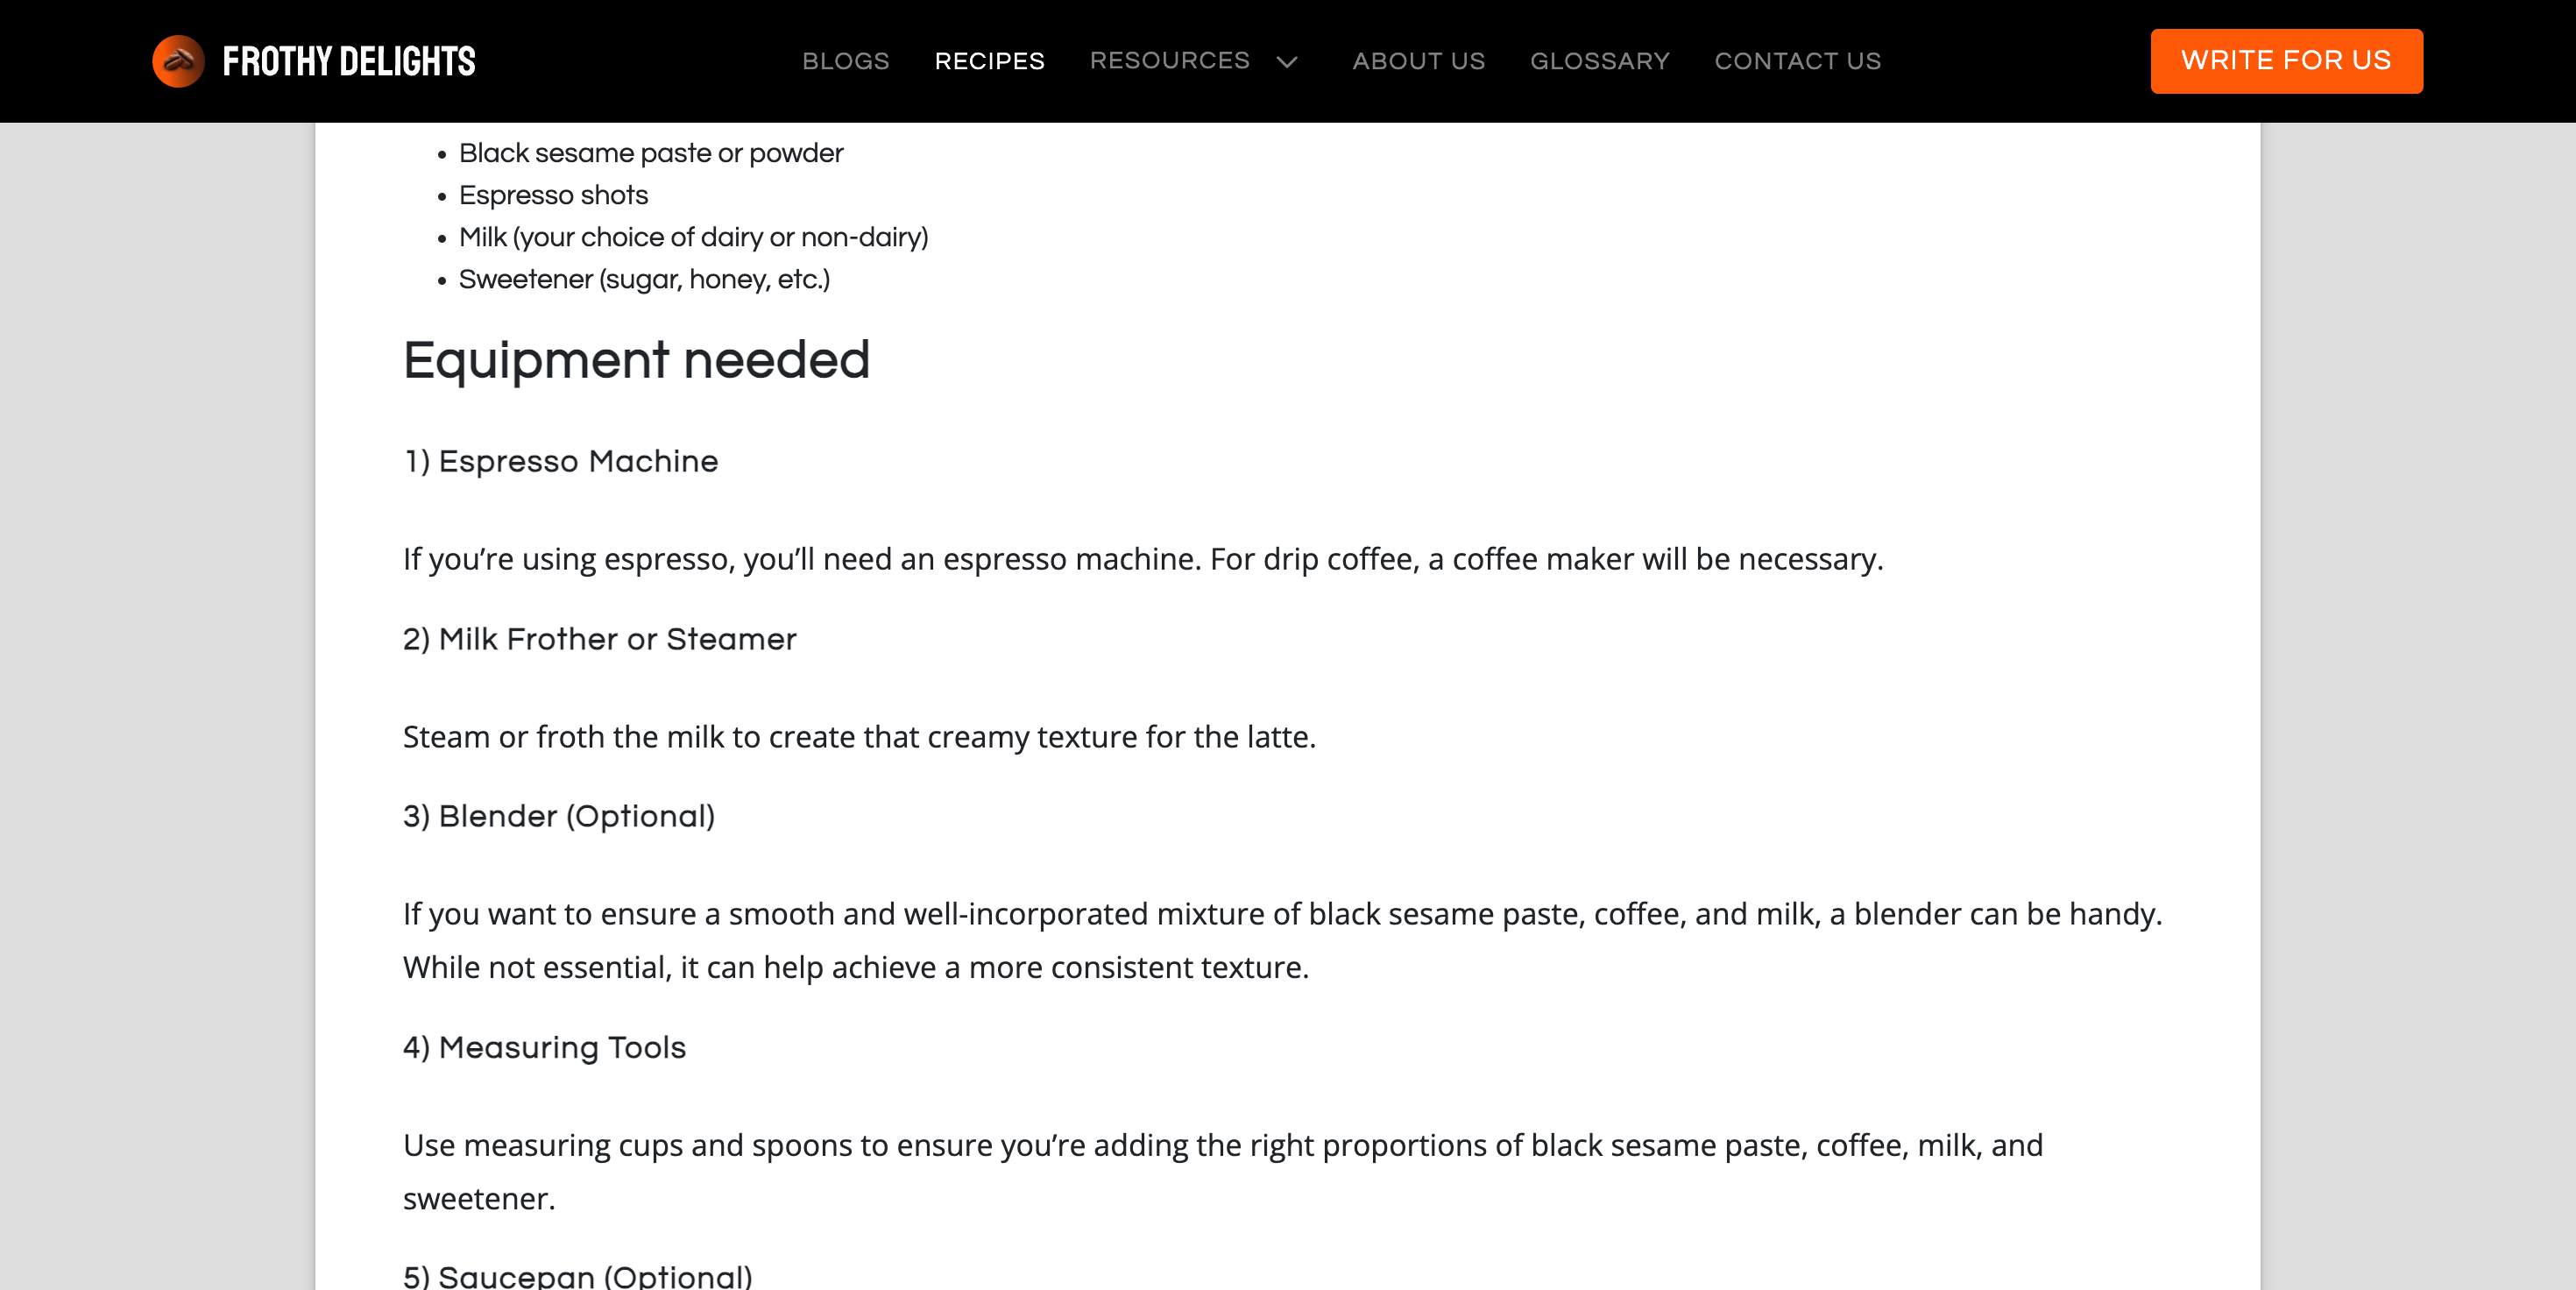 FROTHY DELIGHTS
BLOGS RECIPES RESOURCES ABOUT US GLOSSARY CONTACT US
WRITE FOR US
• Black sesame paste or powder
• Espresso shots
• Milk (your choice of dairy or non-dairy)
• Sweetener (sugar, honey, etc.)
Equipment needed
1) Espresso Machine
If you’re using espresso, you’ll need an espresso machine. For drip coffee, a coffee maker will be necessary.
2) Milk Frother or Steamer
Steam or froth the milk to create that creamy texture for the latte.
3) Blender (Optional)
If you want to ensure a smooth and well-incorporated mixture of black sesame paste, coffee, and milk, a blender can be handy.
While not essential, it can help achieve a more consistent texture.
4) Measuring Tools
Use measuring cups and spoons to ensure you’re adding the right proportions of black sesame paste, coffee, milk, and
sweetener.
5) Saucepan (Optional)